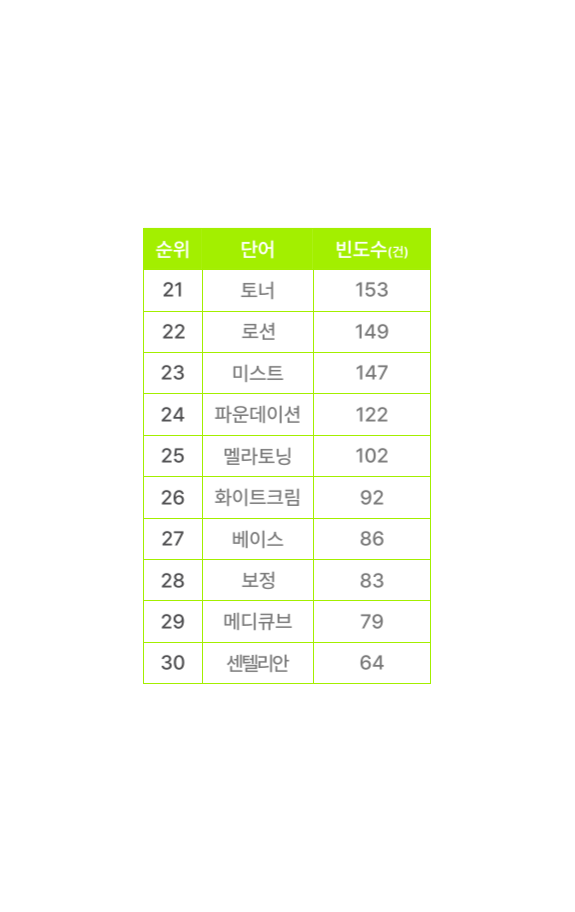 순위 단어 빈도수(건)
21 토너 153
22 로션 149
23 미스트 147
24 파운데이션 122
25 멜라토닝 102
26 화이트크림 92
27 베이스 86
28 보정 83
29 메디큐브 79
30 센텔리안 64